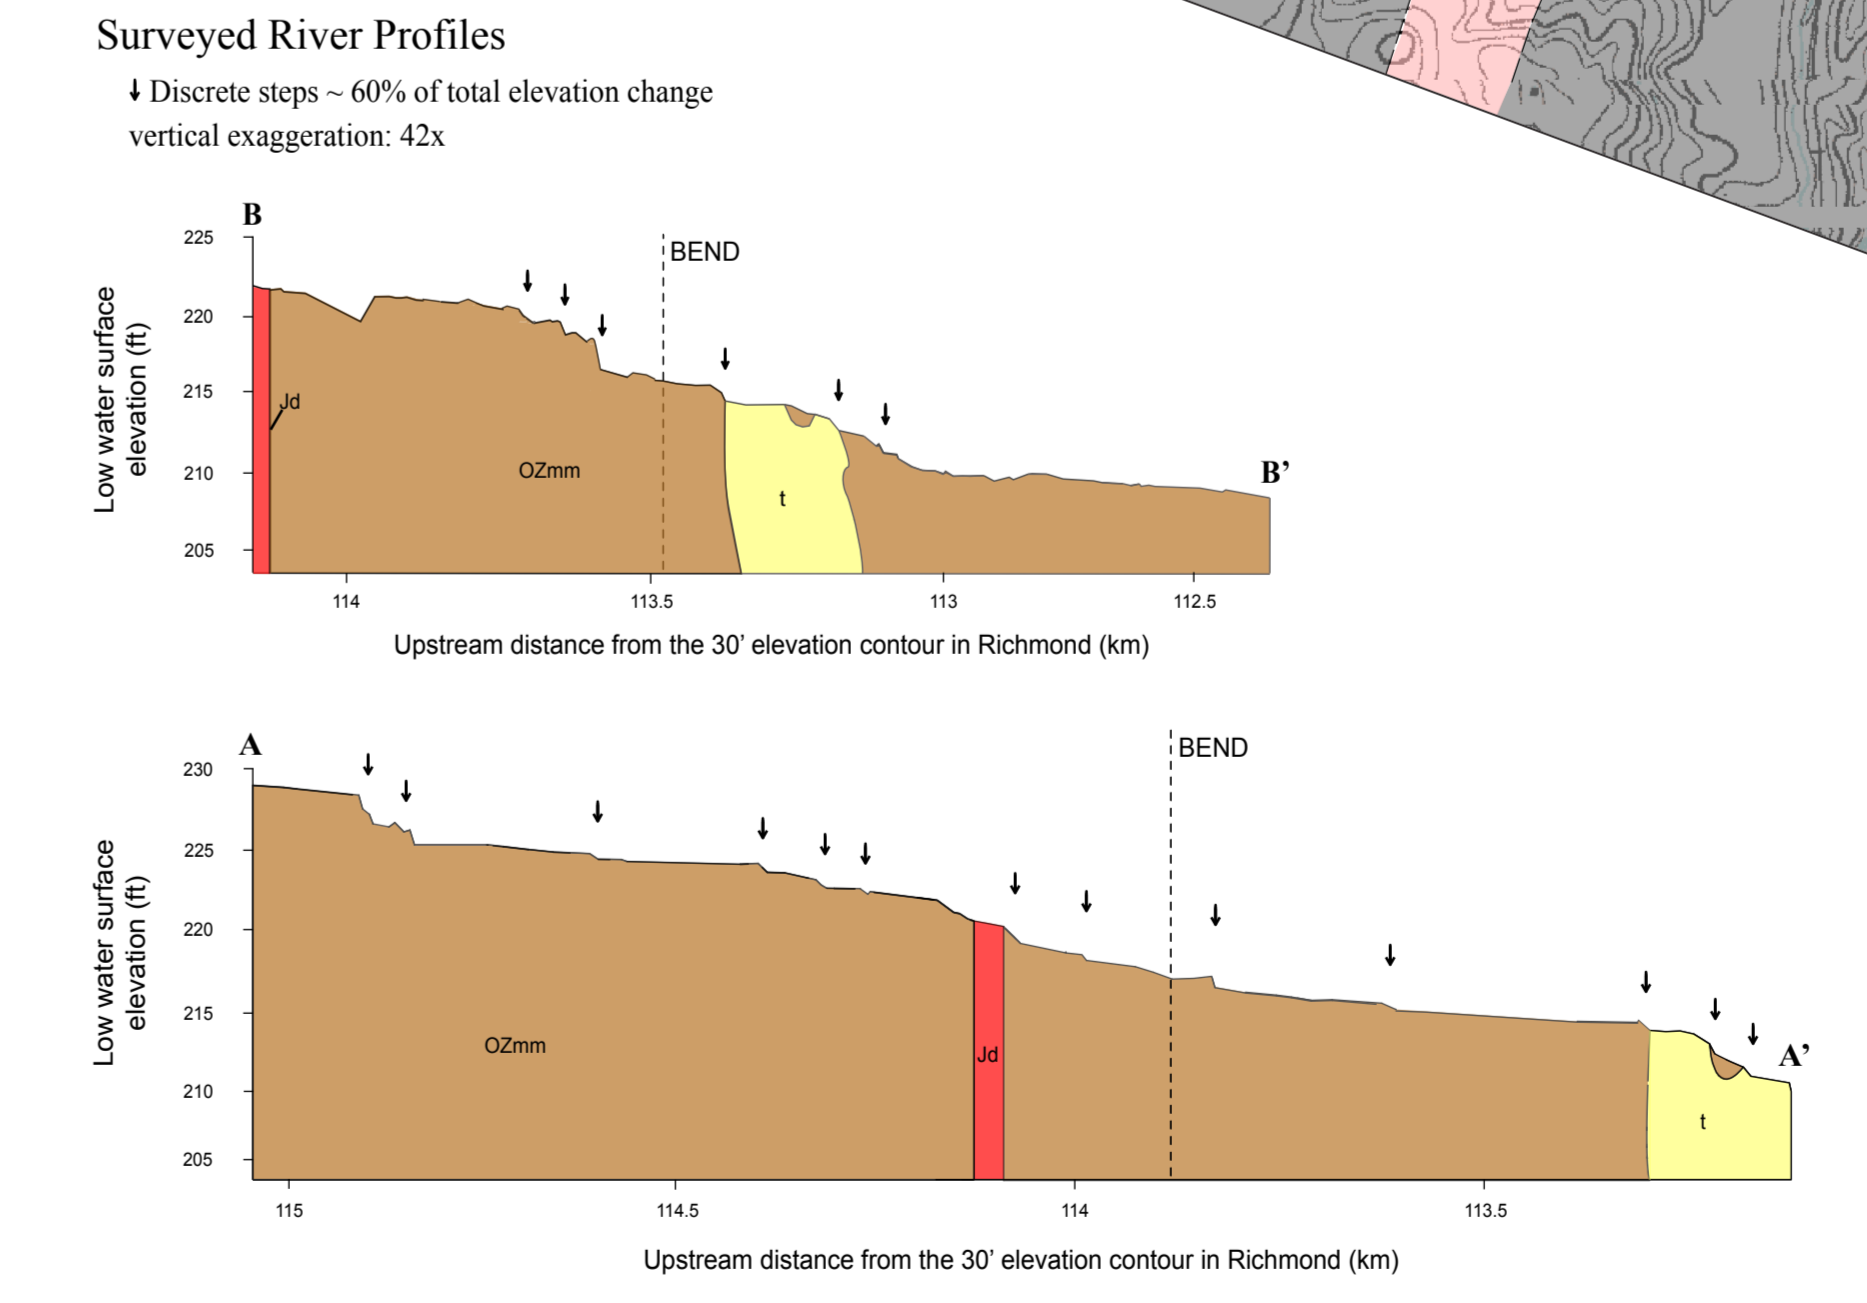 Surveyed River Profiles
↓ Discrete steps ~ 60% of total elevation change
vertical exaggeration: 42x
B
225
BEND
220
215
Jd
210
OZmm
t
B’
205
Low water surface
elevation (ft)
114
113.5
113
112.5
Upstream distance from the 30’ elevation contour in Richmond (km)
A
BEND
230
225
220
215
210
205
Low water surface
elevation (ft)
OZmm
Jd
A’
t
115
114.5
114
113.5
Upstream distance from the 30’ elevation contour in Richmond (km)